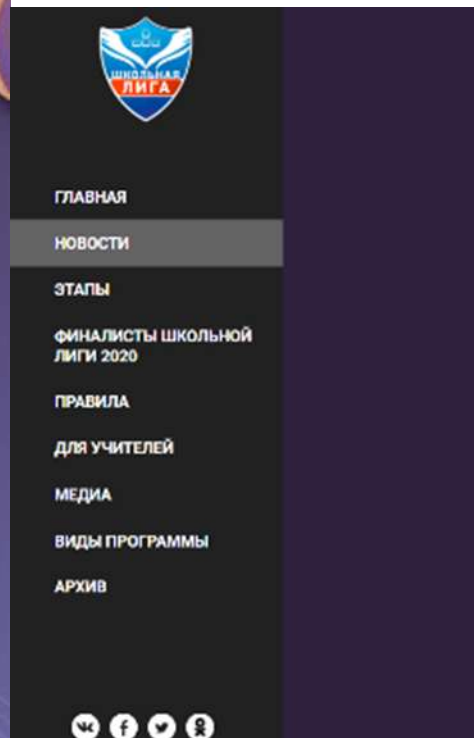 ШКОЛЬНАЯ
ЛИГА
ГЛАВНАЯ
НОВОСТИ
ЭТАПЫ
ФИНАЛИСТЫ ШКОЛЬНОЙ
ЛИГИ 2020
ПРАВИЛА
ДЛЯ УЧИТЕЛЕЙ
МЕДИА
ВИДЫ ПРОГРАММЫ
АРХИВ